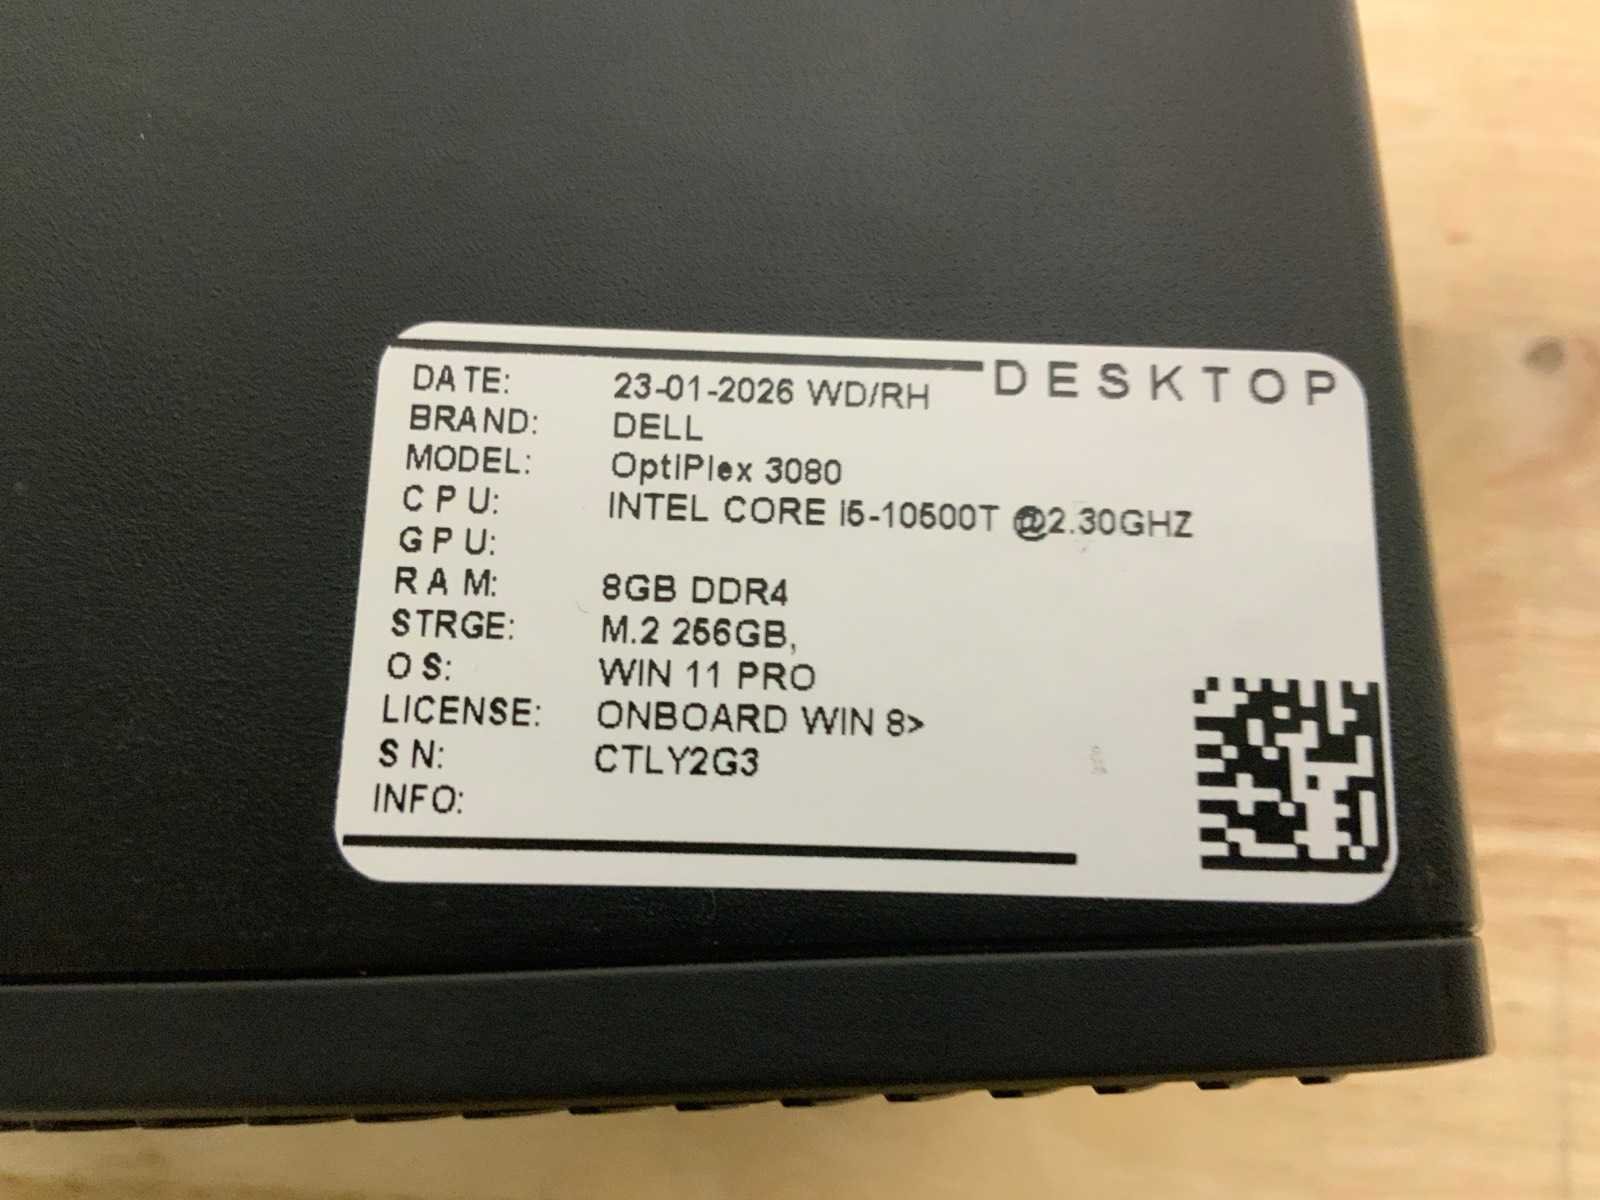 DESKTOP
DATE: 23-01-2026 WD/RH
BRAND: DELL
MODEL: OptiPlex 3080
CPU: INTEL CORE i5-10500T @2.30GHZ
GPU:
RAM: 8GB DDR4
STRGE: M.2 256GB,
OS: WIN 11 PRO
LICENSE: ONBOARD WIN 8>
SN: CTLY2G3
INFO: